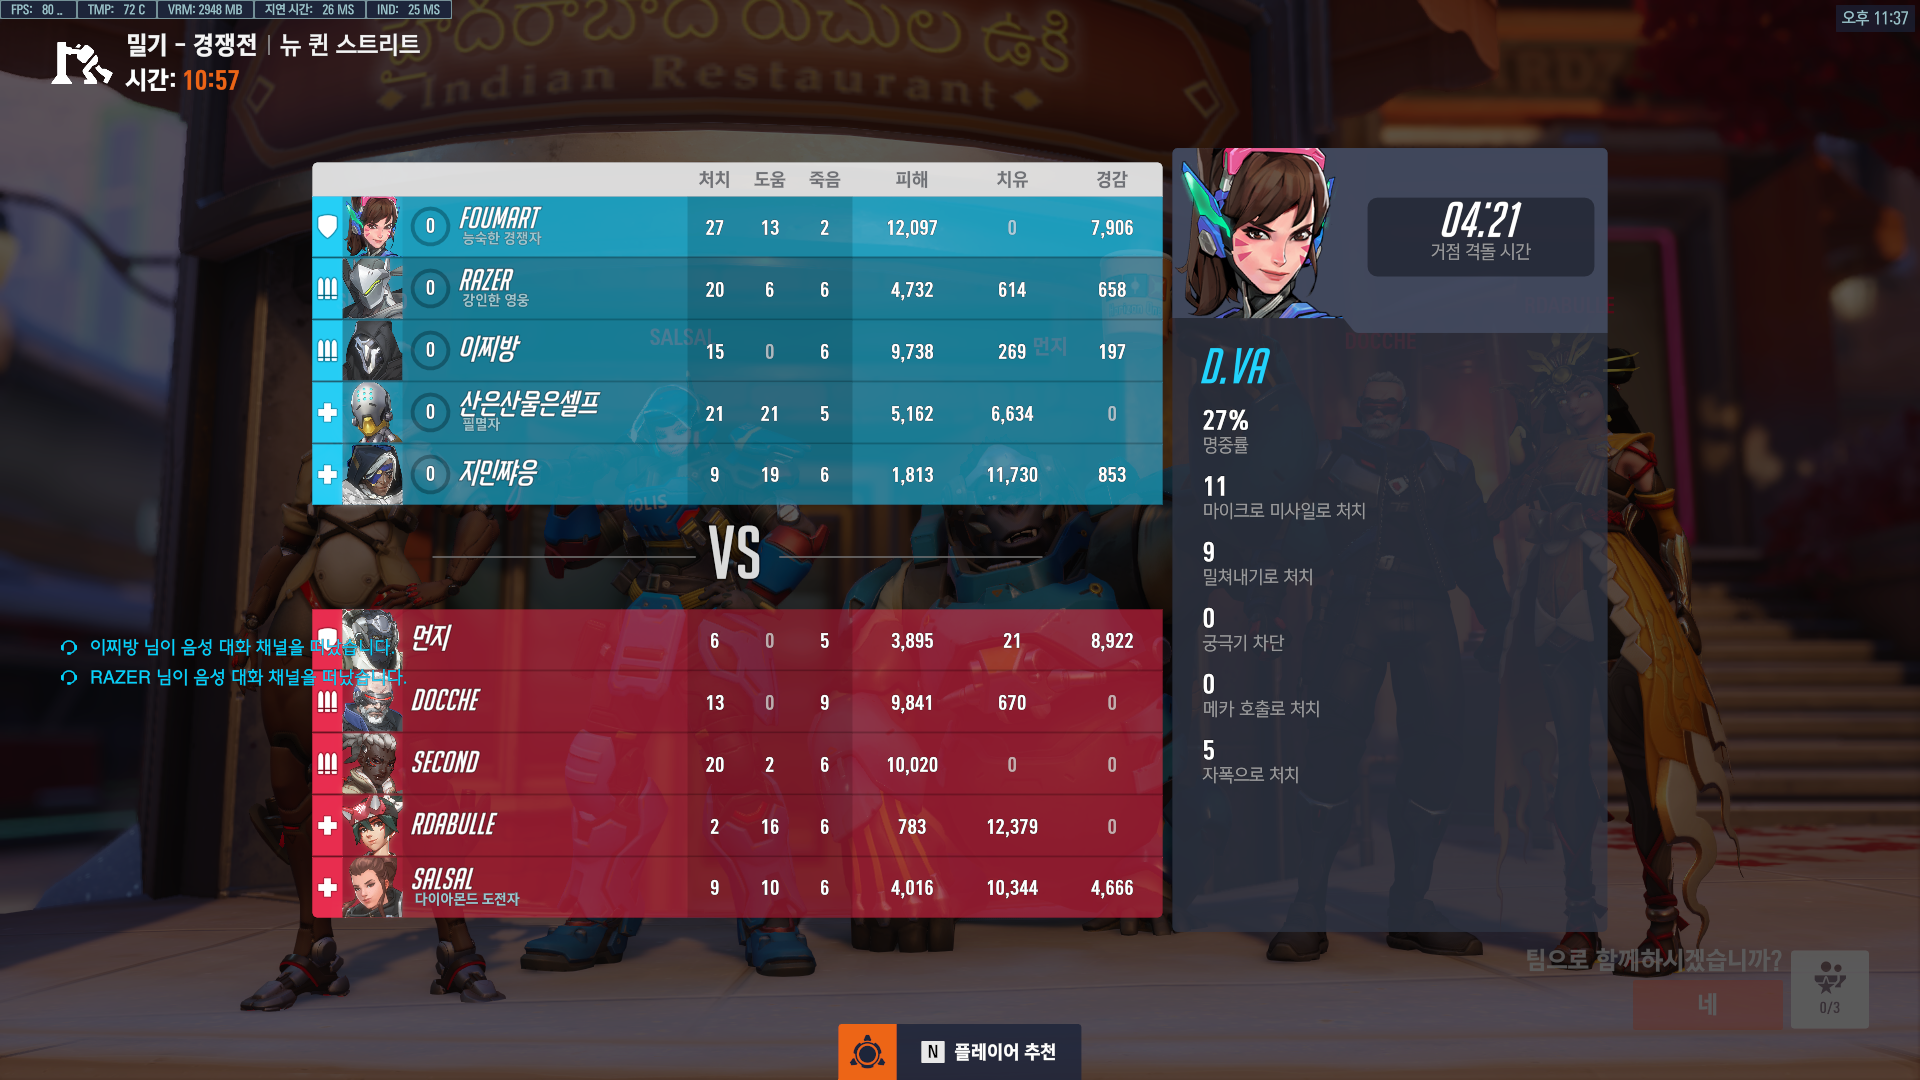 FPS: 80 .. TMP: 72 C VRM: 2948 MB 지연 시간: 26 MS IND: 25 MS
오후 11:37
밀기 - 경쟁전 | 뉴 퀸 스트리트
시간: 10:57
Indian Restaurant
처치 도움 죽음 피해 치유 경감
0 FOUMART 27 13 2 12,097 0 7,906
능숙한 경쟁자
0 RAZER 20 6 6 4,732 614 658
강인한 영웅
0 이찌방 15 0 6 9,738 269 197
0 산은산물은셀프 21 21 5 5,162 6,634 0
필멸자
0 지민쨔응 9 19 6 1,813 11,730 853
SALSAL
먼지
DOCCHE
POLIS
VS
먼지 6 0 5 3,895 21 8,922
이찌방 님이 음성 대화 채널을 떠났습니다.
RAZER 님이 음성 대화 채널을 떠났습니다.
DOCCHE 13 0 9 9,841 670 0
SECOND 20 2 6 10,020 0 0
RDABULLE 2 16 6 783 12,379 0
SALSAL 9 10 6 4,016 10,344 4,666
다이아몬드 도전자
04:21
거점 격돌 시간
D.VA
27%
명중률
11
마이크로 미사일로 처치
9
밀쳐내기로 처치
0
궁극기 차단
0
메카 호출로 처치
5
자폭으로 처치
팀으로 함께하시겠습니까?
네
0/3
N 플레이어 추천